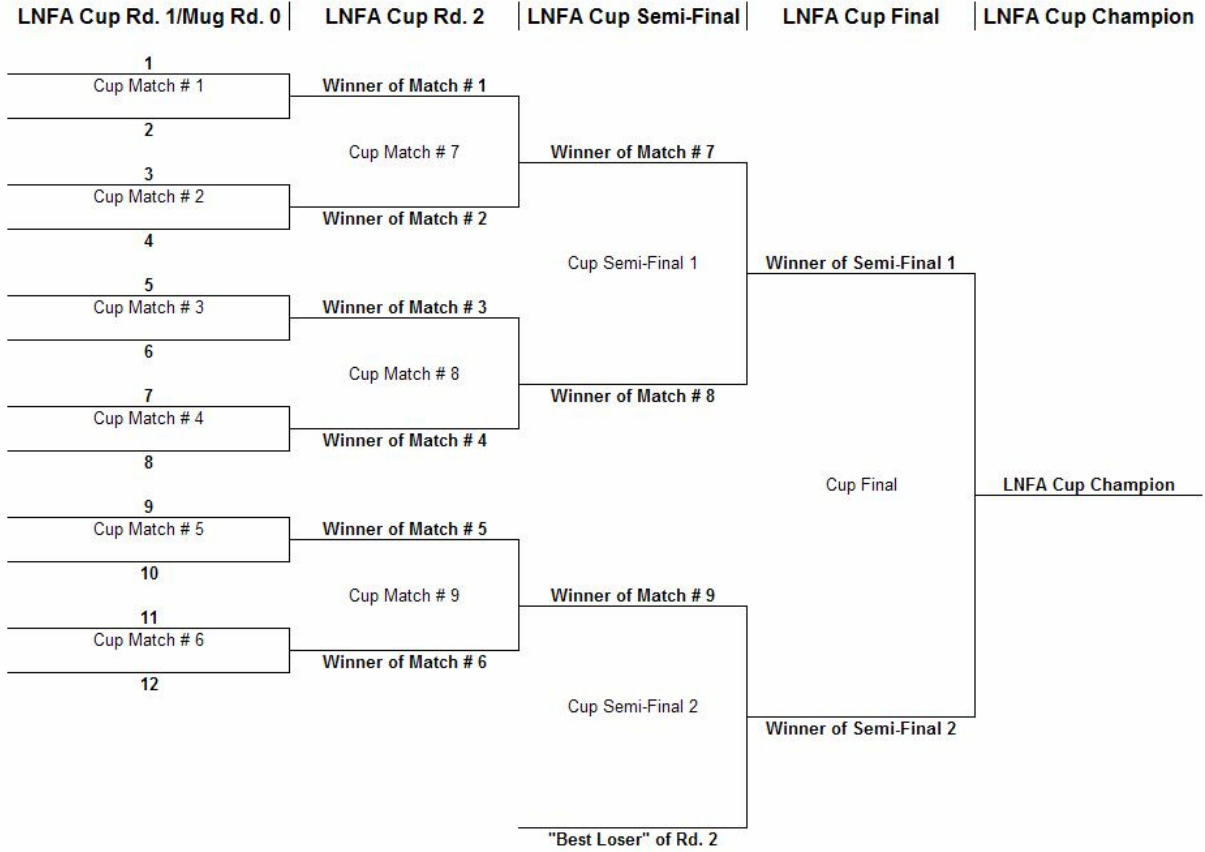 LNFA Cup Rd. 1/Mug Rd. 0 | LNFA Cup Rd. 2 | LNFA Cup Semi-Final | LNFA Cup Final | LNFA Cup Champion
1
Cup Match # 1
2
3
Cup Match # 2
4
5
Cup Match # 3
6
7
Cup Match # 4
8
9
Cup Match # 5
10
11
Cup Match # 6
12
Winner of Match # 1
Cup Match # 7
Winner of Match # 2
Winner of Match # 3
Cup Match # 8
Winner of Match # 4
Winner of Match # 5
Cup Match # 9
Winner of Match # 6
Winner of Match # 7
Cup Semi-Final 1
Winner of Match # 8
Winner of Match # 9
Cup Semi-Final 2
"Best Loser" of Rd. 2
Winner of Semi-Final 1
Cup Final
Winner of Semi-Final 2
LNFA Cup Champion